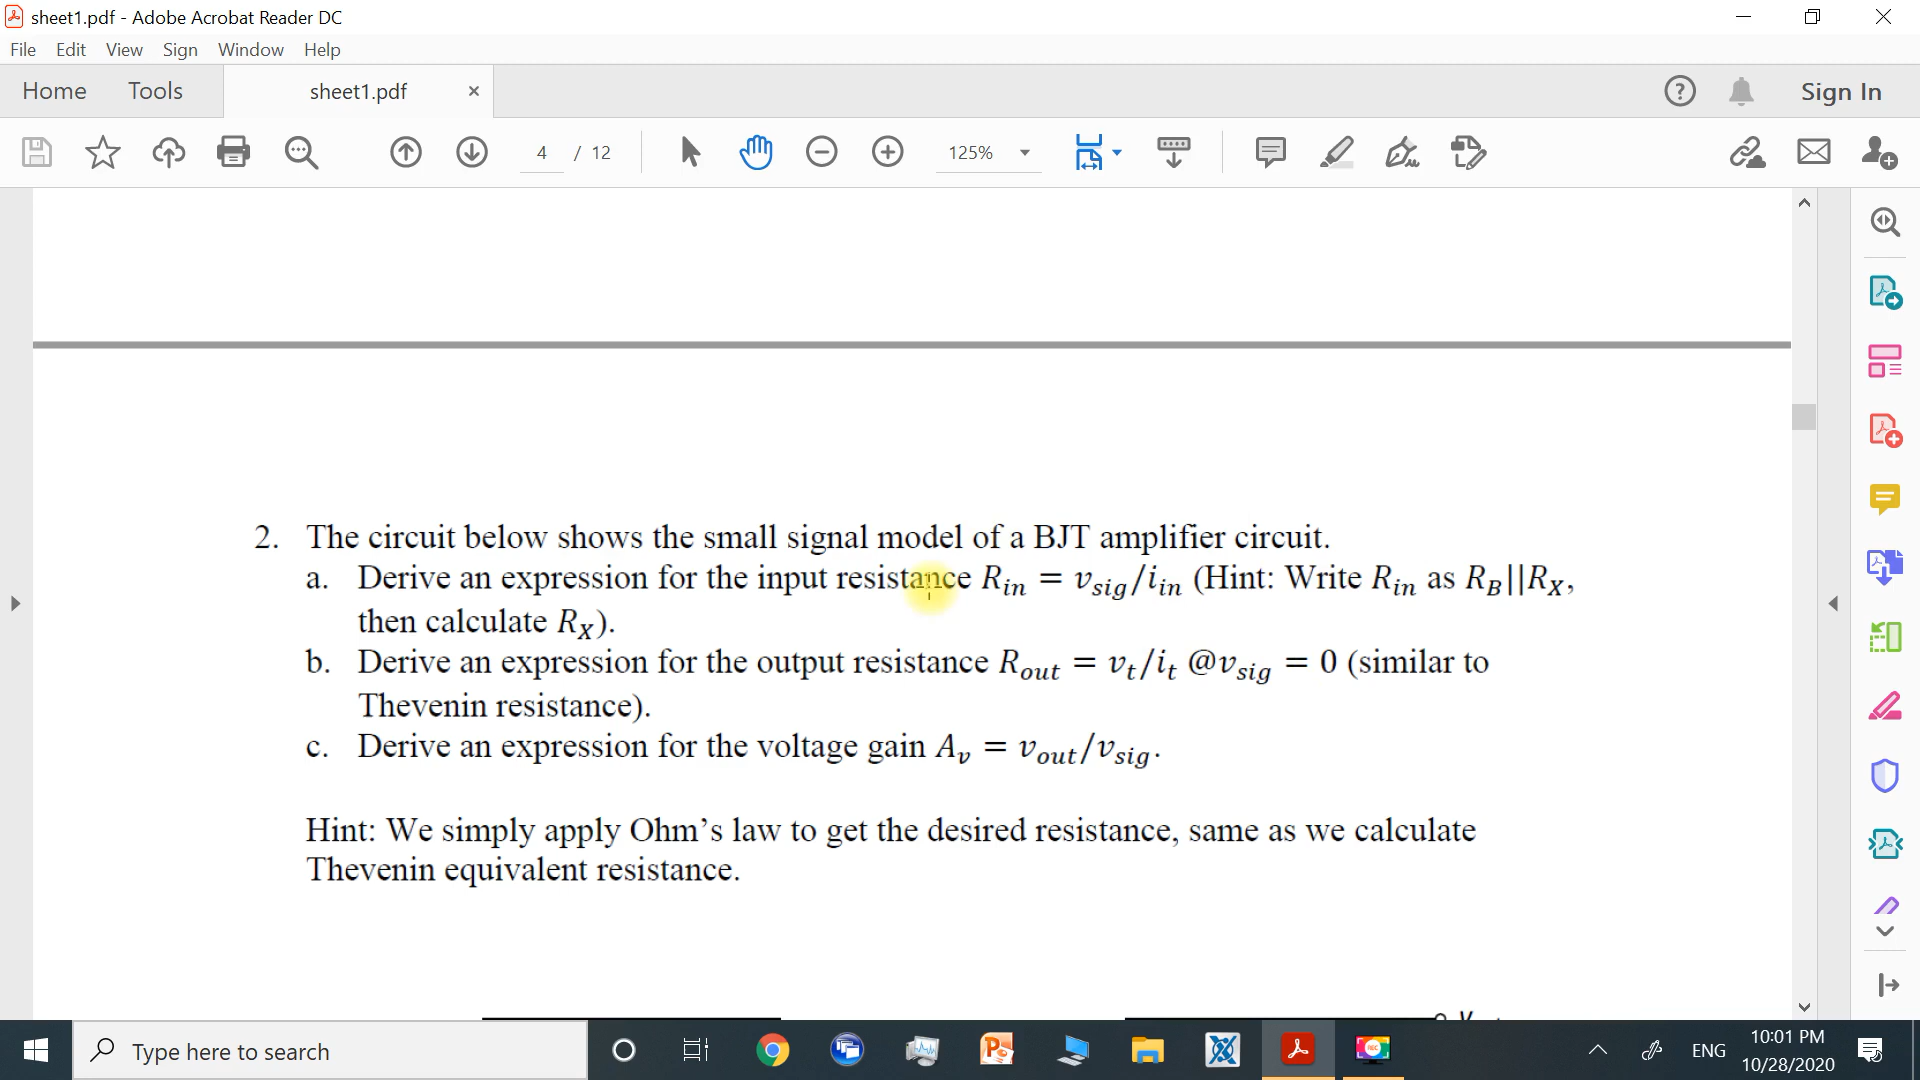 sheet1.pdf - Adobe Acrobat Reader DC
File Edit View Sign Window Help
Home Tools sheet1.pdf × Sign In
4 / 12 125%
2. The circuit below shows the small signal model of a BJT amplifier circuit.
a. Derive an expression for the input resistance R_in = v_sig/i_in (Hint: Write R_in as R_B||R_X,
then calculate R_X).
b. Derive an expression for the output resistance R_out = v_t/i_t @v_sig = 0 (similar to
Thevenin resistance).
c. Derive an expression for the voltage gain A_v = v_out/v_sig.
Hint: We simply apply Ohm's law to get the desired resistance, same as we calculate
Thevenin equivalent resistance.
Type here to search
ENG
10:01 PM
10/28/2020